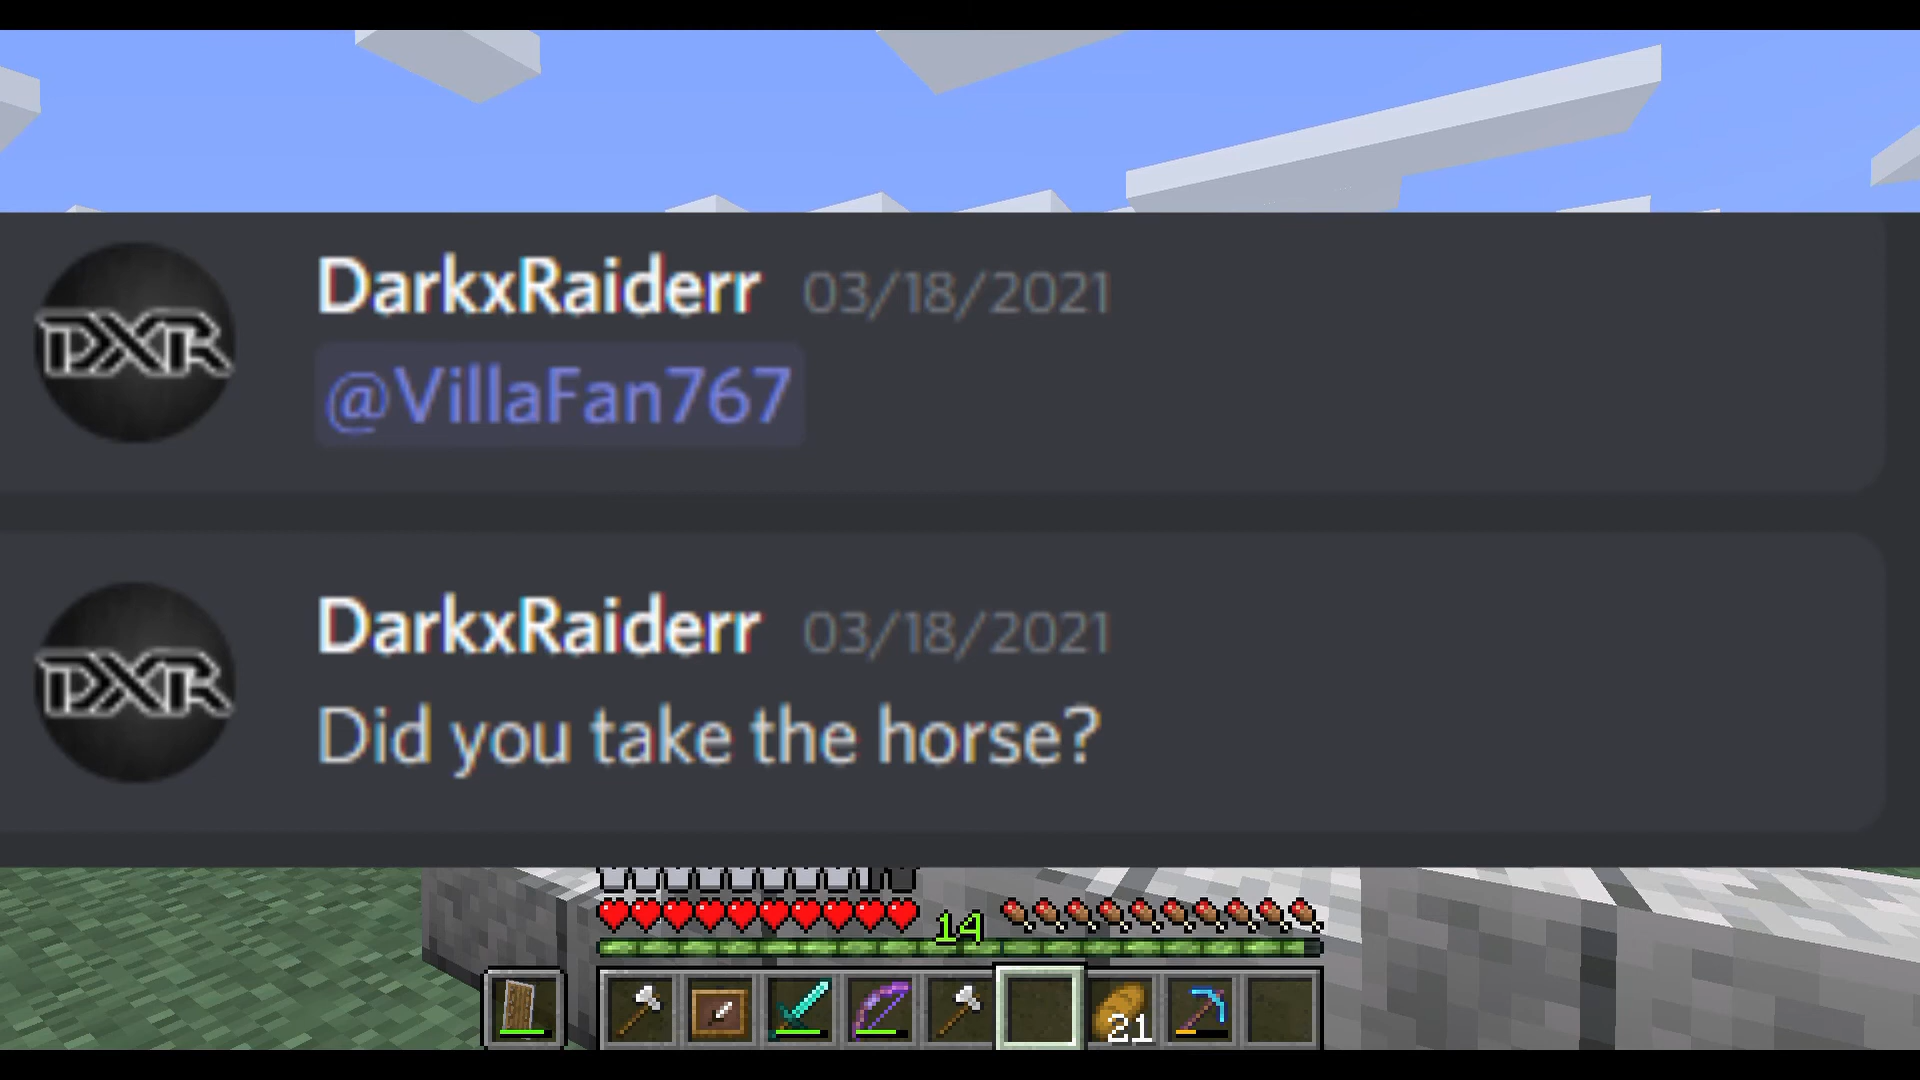 DarkxRaiderr 03/18/2021
@VillaFan767
DXR
DarkxRaiderr 03/18/2021
Did you take the horse?
DXR
14
21